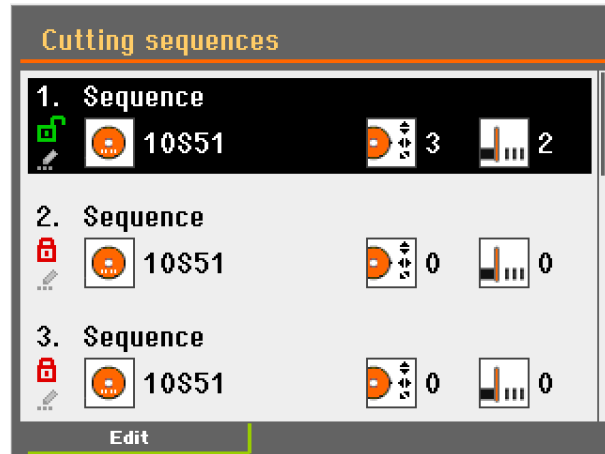 Cutting sequences
1. Sequence
10S51 3 2
2. Sequence
10S51 0 0
3. Sequence
10S51 0 0
Edit